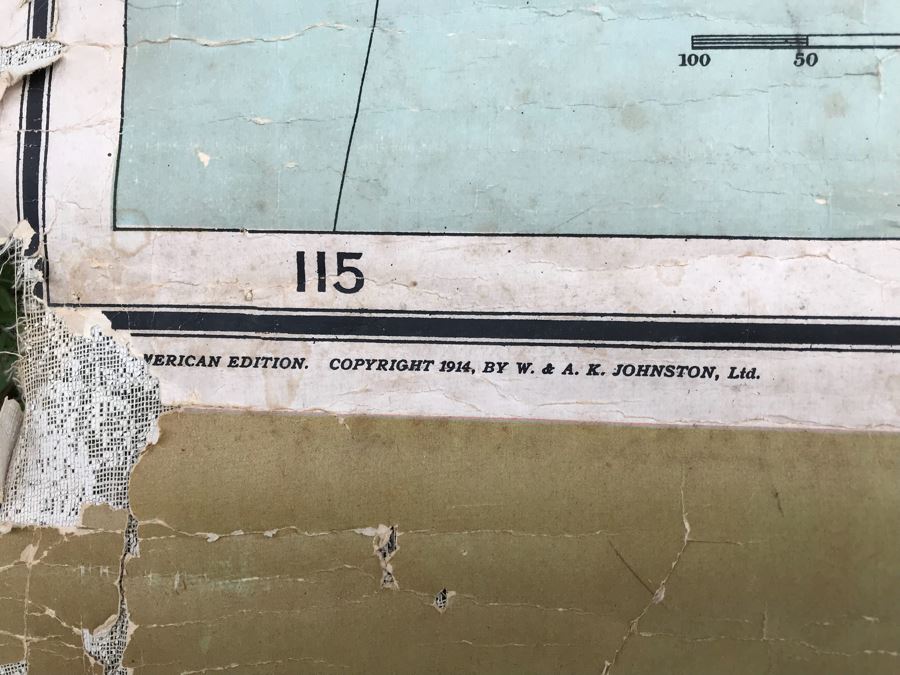 100 50
115
MERICAN EDITION. COPYRIGHT 1914, BY W. & A. K. JOHNSTON, Ltd.